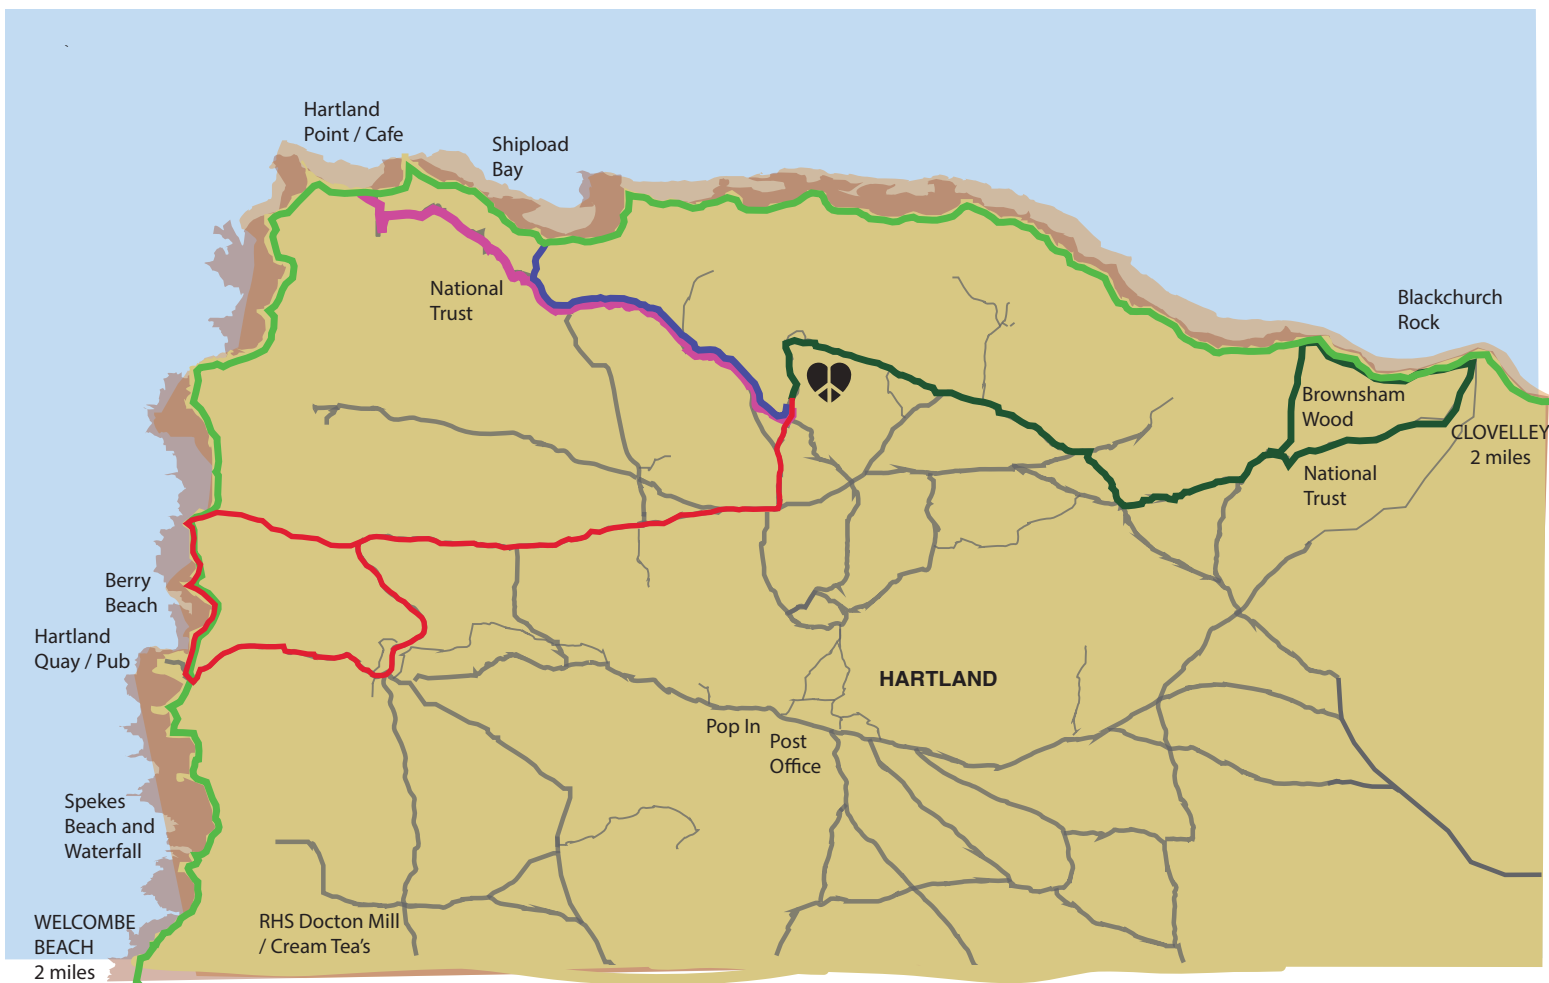 `
Hartland
Point / Cafe
Shipload
Bay
National
Trust
Blackchurch
Rock
Brownsham
Wood
CLOVELLEY
2 miles
National
Trust
Berry
Beach
Hartland
Quay / Pub
HARTLAND
Pop In
Post
Office
Spekes
Beach and
Waterfall
WELCOMBE
BEACH
2 miles
RHS Docton Mill
/ Cream Tea's